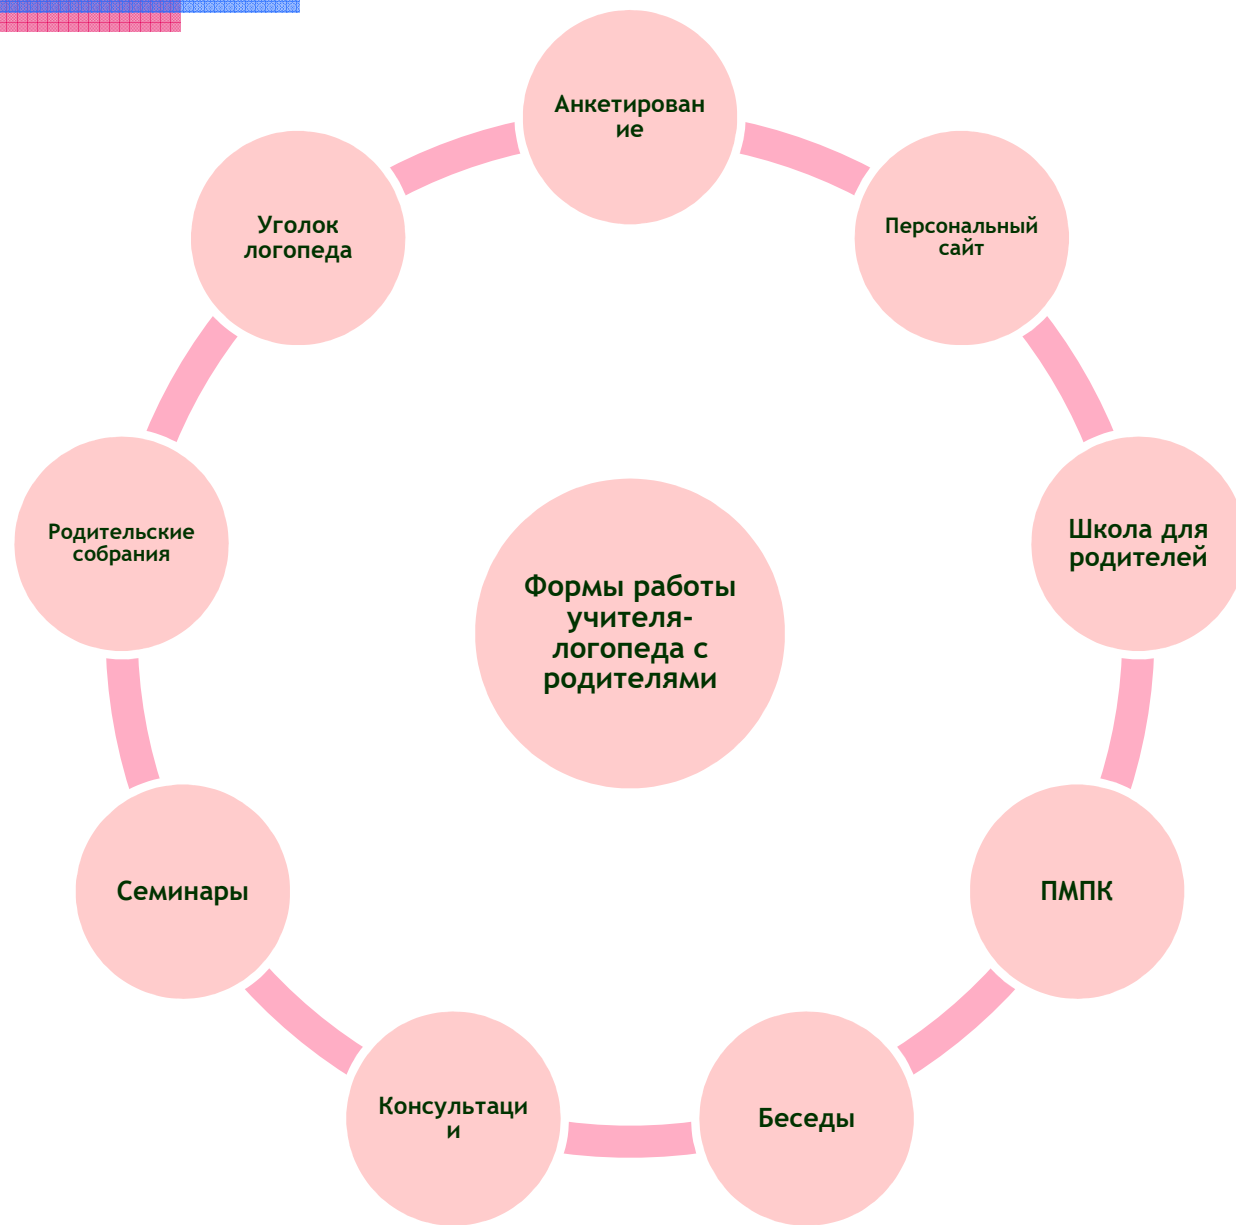 Анкетирован
ие
Персональный
сайт
Школа для
родителей
ПМПК
Беседы
Консультаци
и
Семинары
Родительские
собрания
Уголок
логопеда
Формы работы
учителя-
логопеда с
родителями